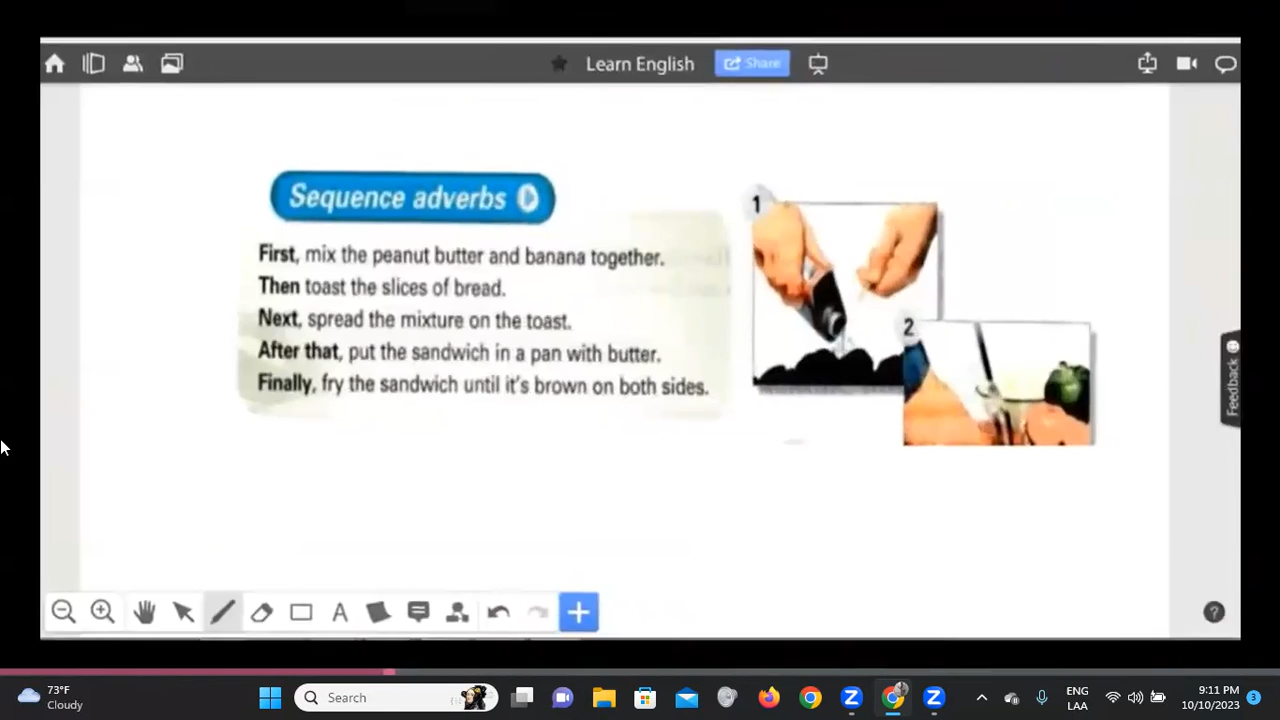 Learn English
Share
Sequence adverbs
First, mix the peanut butter and banana together.
Then toast the slices of bread.
Next, spread the mixture on the toast.
After that, put the sandwich in a pan with butter.
Finally, fry the sandwich until it's brown on both sides.
1
2
Feedback
A
?
73°F
Cloudy
Search
ENG
LAA
9:11 PM
10/10/2023
3